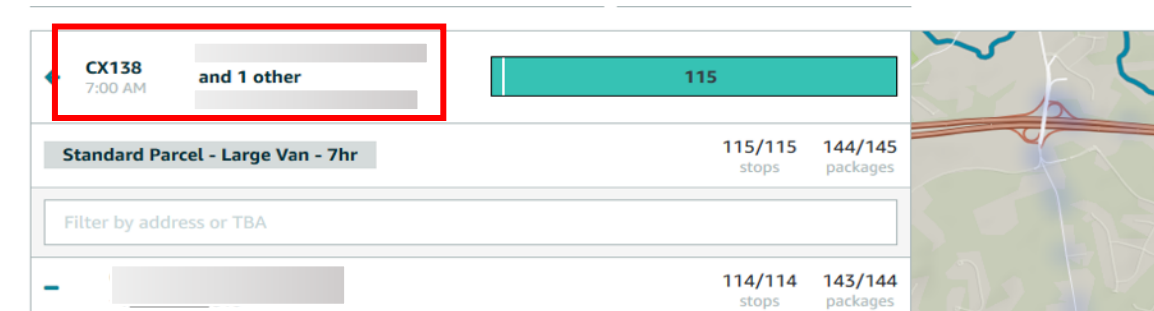 CX138
7:00 AM
and 1 other
115
Standard Parcel - Large Van - 7hr
115/115 144/145
stops packages
Filter by address or TBA
114/114 143/144
stops packages